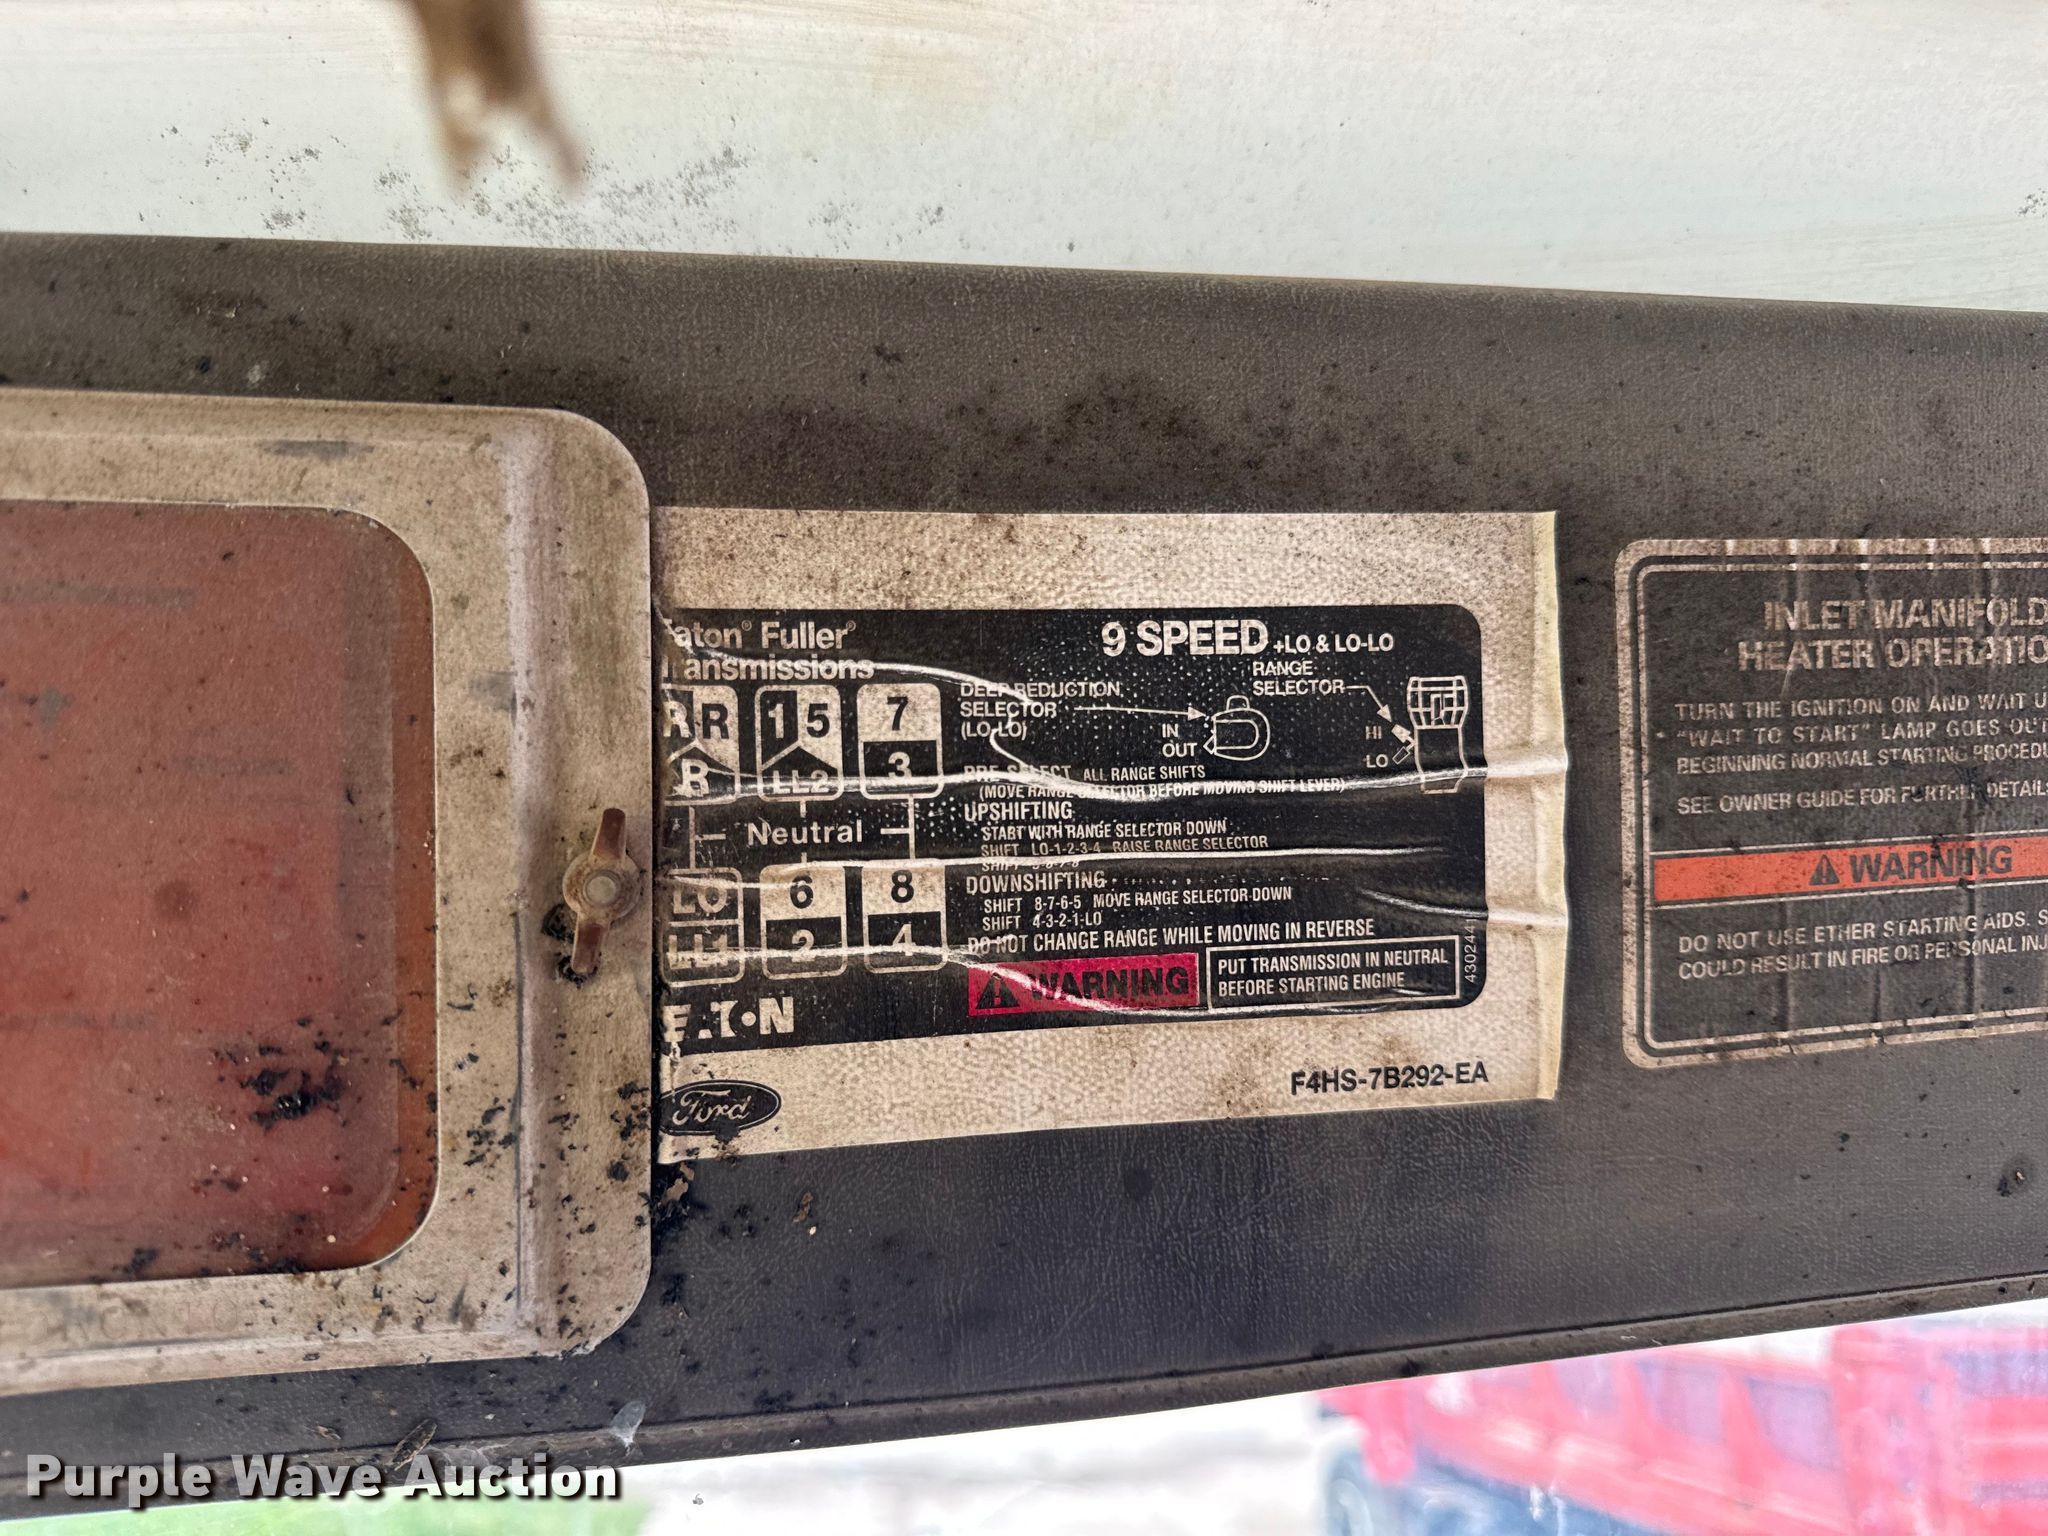 Eaton® Fuller®
Transmissions
9 SPEED +LO & LO-LO
RANGE
SELECTOR
HI
LO
DEEP REDUCTION
SELECTOR
(LO-LO)
IN
OUT
R R
1 5
7
LL2
3
Neutral
LO
6
8
LL1
2
4
PRE-SELECT ALL RANGE SHIFTS
(MOVE RANGE SELECTOR BEFORE MOVING SHIFT LEVER)
UPSHIFTING
START WITH RANGE SELECTOR DOWN
SHIFT LO-1-2-3-4 RAISE RANGE SELECTOR
SHIFT 5-6-7-8
DOWNSHIFTING
SHIFT 8-7-6-5 MOVE RANGE SELECTOR DOWN
SHIFT 4-3-2-1-LO
DO NOT CHANGE RANGE WHILE MOVING IN REVERSE
WARNING
PUT TRANSMISSION IN NEUTRAL
BEFORE STARTING ENGINE
EATON
Ford
F4HS-7B292-EA
INLET MANIFOLD
HEATER OPERATIO
TURN THE IGNITION ON AND WAIT U
"WAIT TO START" LAMP GOES OUT
BEGINNING NORMAL STARTING PROCEDU
SEE OWNER GUIDE FOR FURTHER DETAILS
WARNING
DO NOT USE ETHER STARTING AIDS. S
COULD RESULT IN FIRE OR PERSONAL INJ
Purple Wave Auction